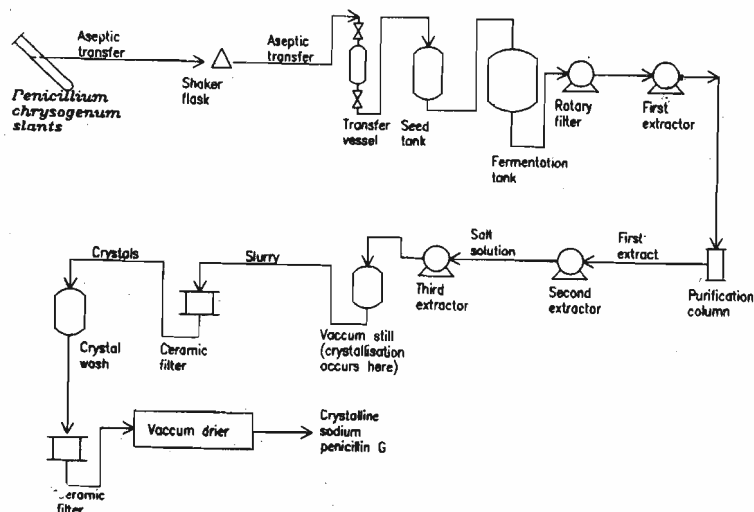 Aseptic
transfer
Aseptic
transfer
Shaker
flask
Penicillium
chrysogenum
slants
Transfer
vessel
Seed
tank
Fermentation
tank
Rotary
filter
First
extractor
Crystals
Slurry
Salt
solution
First
extract
Third
extractor
Second extractor
Purification
column
Crystal
wash
Ceramic
filter
Vaccum still
(crystallisation
occurs here)
Vaccum drier
Crystalline
sodium
penicillin G
Ceramic
filter